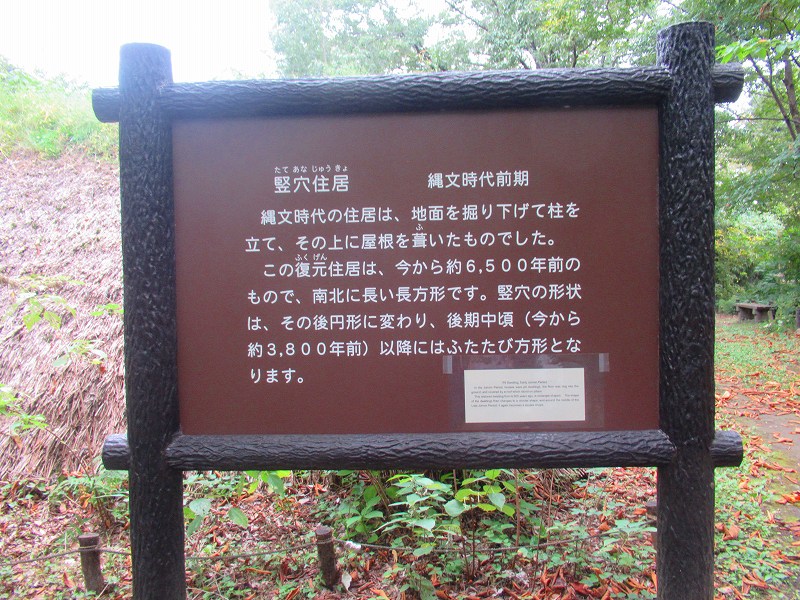 たて あな じゅう きょ
竪穴住居 縄文時代前期
縄文時代の住居は、地面を掘り下げて柱を
ふ
立て、その上に屋根を葺いたものでした。
ふく げん
この復元住居は、今から約6,500年前の
もので、南北に長い長方形です。竪穴の形状
は、その後円形に変わり、後期中頃（今から
約3,800年前）以降にはふたたび方形とな
ります。